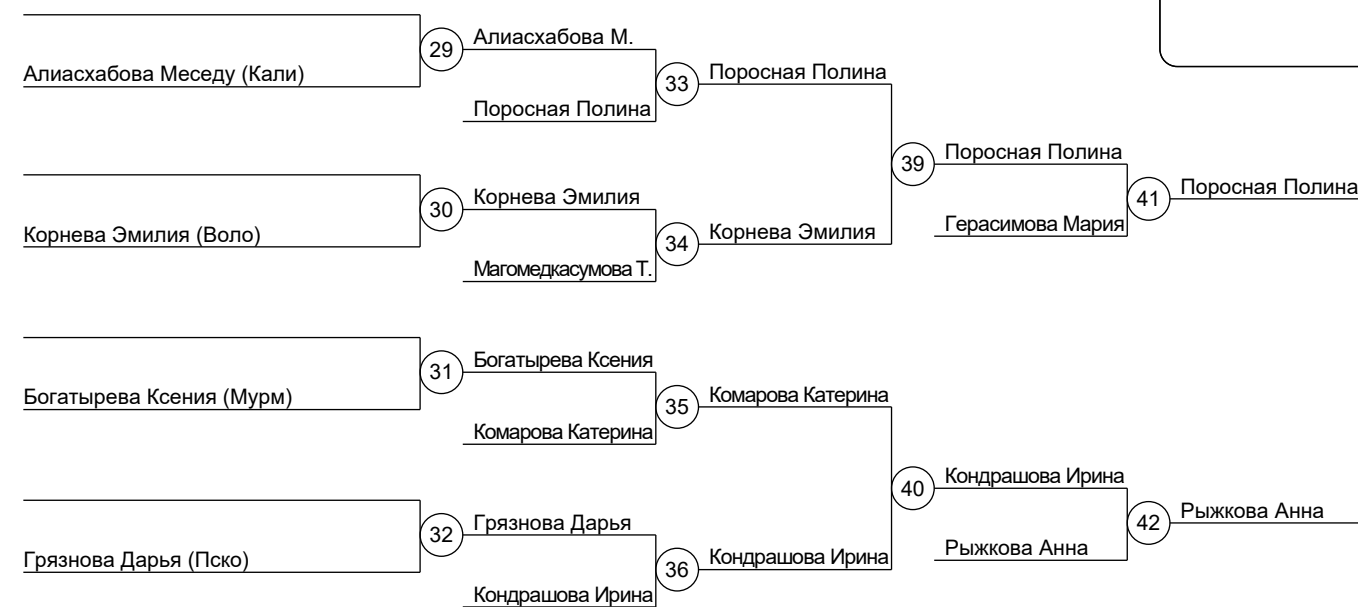 Алиасхабова М.
29
Алиасхабова Меседу (Кали)
Поросная Полина
33
Поросная Полина
Поросная Полина
39
Поросная Полина
41
Корнева Эмилия
30
Корнева Эмилия (Воло)
Герасимова Мария
Корнева Эмилия
34
Магомедкасумова Т.
Богатырева Ксения
31
Богатырева Ксения (Мурм)
Комарова Катерина
35
Комарова Катерина
Кондрашова Ирина
40
Рыжкова Анна
42
Грязнова Дарья
32
Грязнова Дарья (Пско)
Рыжкова Анна
Кондрашова Ирина
36
Кондрашова Ирина